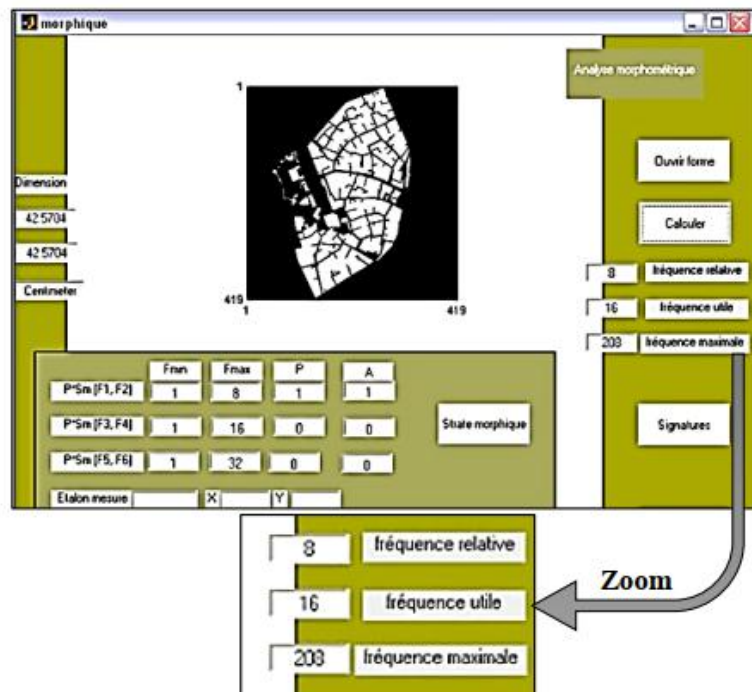 morphique
Analyse morphométrique
1
419
1
419
Dimension
42.5704
42.5704
Centimeter
Ouvrir forme
Calculer
8 fréquence relative
16 fréquence utile
208 fréquence maximale
Signatures
Fmin Fmax P A
P*Sm [F1, F2] 1 8 1 1
P*Sm [F3, F4] 1 16 0 0
P*Sm [F5, F6] 1 32 0 0
Etalon mesure X Y
Strate morphique
Zoom
8 fréquence relative
16 fréquence utile
208 fréquence maximale